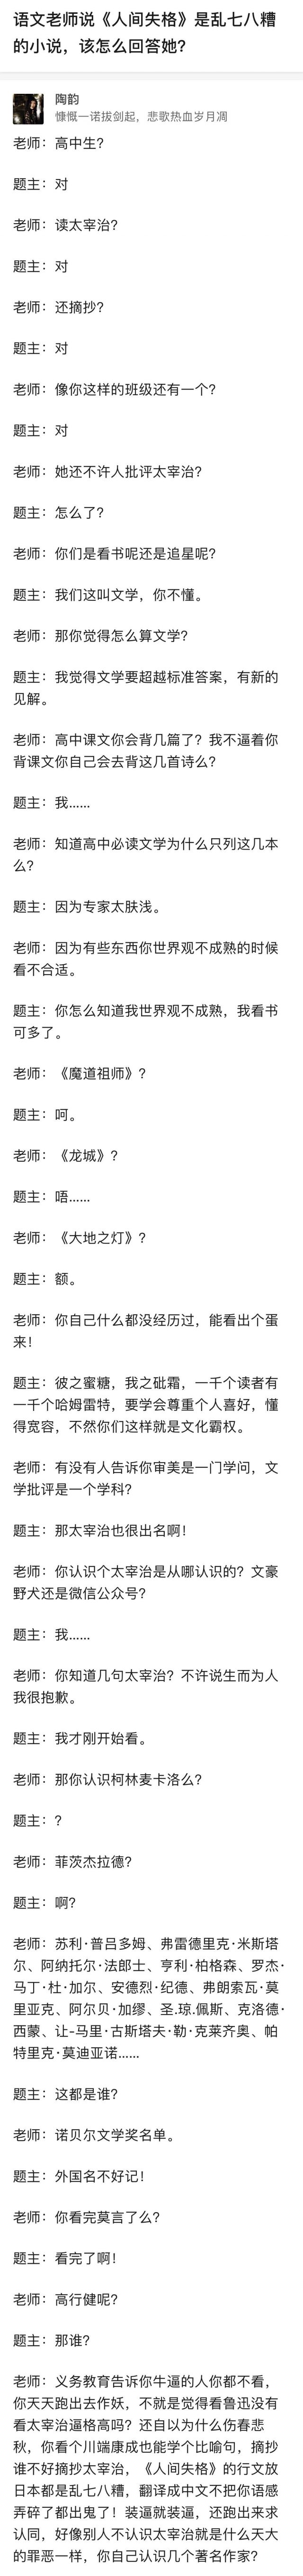 语文老师说《人间失格》是乱七八糟
的小说，该怎么回答她？
陶韵
慷慨一诺拔剑起，悲歌热血岁月凋
老师：高中生？
题主：对
老师：读太宰治？
题主：对
老师：还摘抄？
题主：对
老师：像你这样的班级还有一个？
题主：对
老师：她还不许人批评太宰治？
题主：怎么了？
老师：你们是看书呢还是追星呢？
题主：我们这叫文学，你不懂。
老师：那你觉得怎么算文学？
题主：我觉得文学要超越标准答案，有新的
见解。
老师：高中课文你会背几篇了？我不逼着你
背课文你自己会去背这几首诗么？
题主：我……
老师：知道高中必读文学为什么只列这几本
么？
题主：因为专家太肤浅。
老师：因为有些东西你世界观不成熟的时候
看不合适。
题主：你怎么知道我世界观不成熟，我看书
可多了。
老师：《魔道祖师》？
题主：呵。
老师：《龙城》？
题主：唔……
老师：《大地之灯》？
题主：额。
老师：你自己什么都没经历过，能看出个蛋
来！
题主：彼之蜜糖，我之砒霜，一千个读者有
一千个哈姆雷特，要学会尊重个人喜好，懂
得宽容，不然你们这样就是文化霸权。
老师：有没有人告诉你审美是一门学问，文
学批评是一个学科？
题主：那太宰治也很出名啊！
老师：你认识个太宰治是从哪认识的？文豪
野犬还是微信公众号？
题主：我……
老师：你知道几句太宰治？不许说生而为人
我很抱歉。
题主：我才刚开始看。
老师：那你认识柯林麦卡洛么？
题主：？
老师：菲茨杰拉德？
题主：啊？
老师：苏利·普吕多姆、弗雷德里克·米斯塔
尔、阿纳托尔·法郎士、亨利·柏格森、罗杰·
马丁·杜·加尔、安德烈·纪德、弗朗索瓦·莫
里亚克、阿尔贝·加缪、圣.琼.佩斯、克洛德·
西蒙、让-马里·古斯塔夫·勒·克莱齐奥、帕
特里克·莫迪亚诺……
题主：这都是谁？
老师：诺贝尔文学奖名单。
题主：外国名不好记！
老师：你看完莫言了么？
题主：看完了啊！
老师：高行健呢？
题主：那谁？
老师：义务教育告诉你牛逼的人你都不看，
你天天跑出去作妖，不就是觉得看鲁迅没有
看太宰治逼格高吗？还自以为什么伤春悲
秋，你看个川端康成也能学个比喻句，摘抄
谁不好摘抄太宰治，《人间失格》的行文放
日本都是乱七八糟，翻译成中文不把你语感
弄碎了都出鬼了！装逼就装逼，还跑出来求
认同，好像别人不认识太宰治就是什么天大
的罪恶一样，你自己认识几个著名作家？